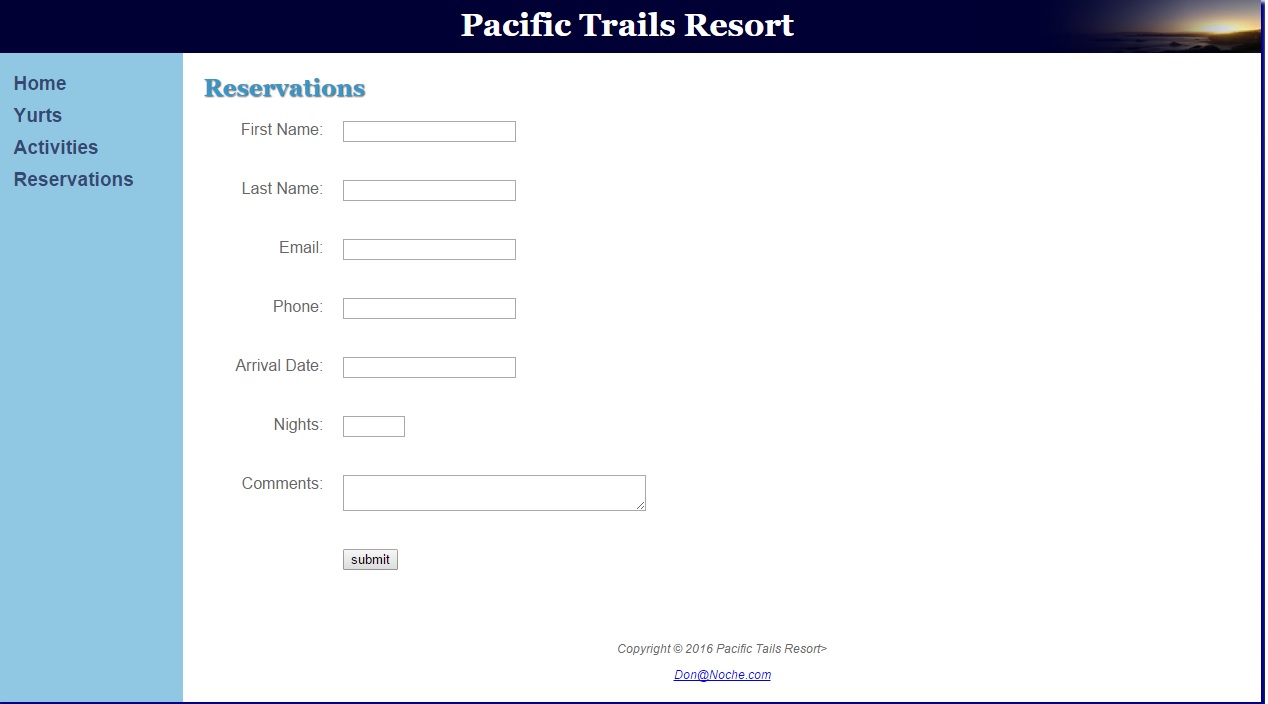 Pacific Trails Resort
Home
Yurts
Activities
Reservations
Reservations
First Name:
Last Name:
Email:
Phone:
Arrival Date:
Nights:
Comments:
submit
Copyright © 2016 Pacific Tails Resort>
Don@Noche.com